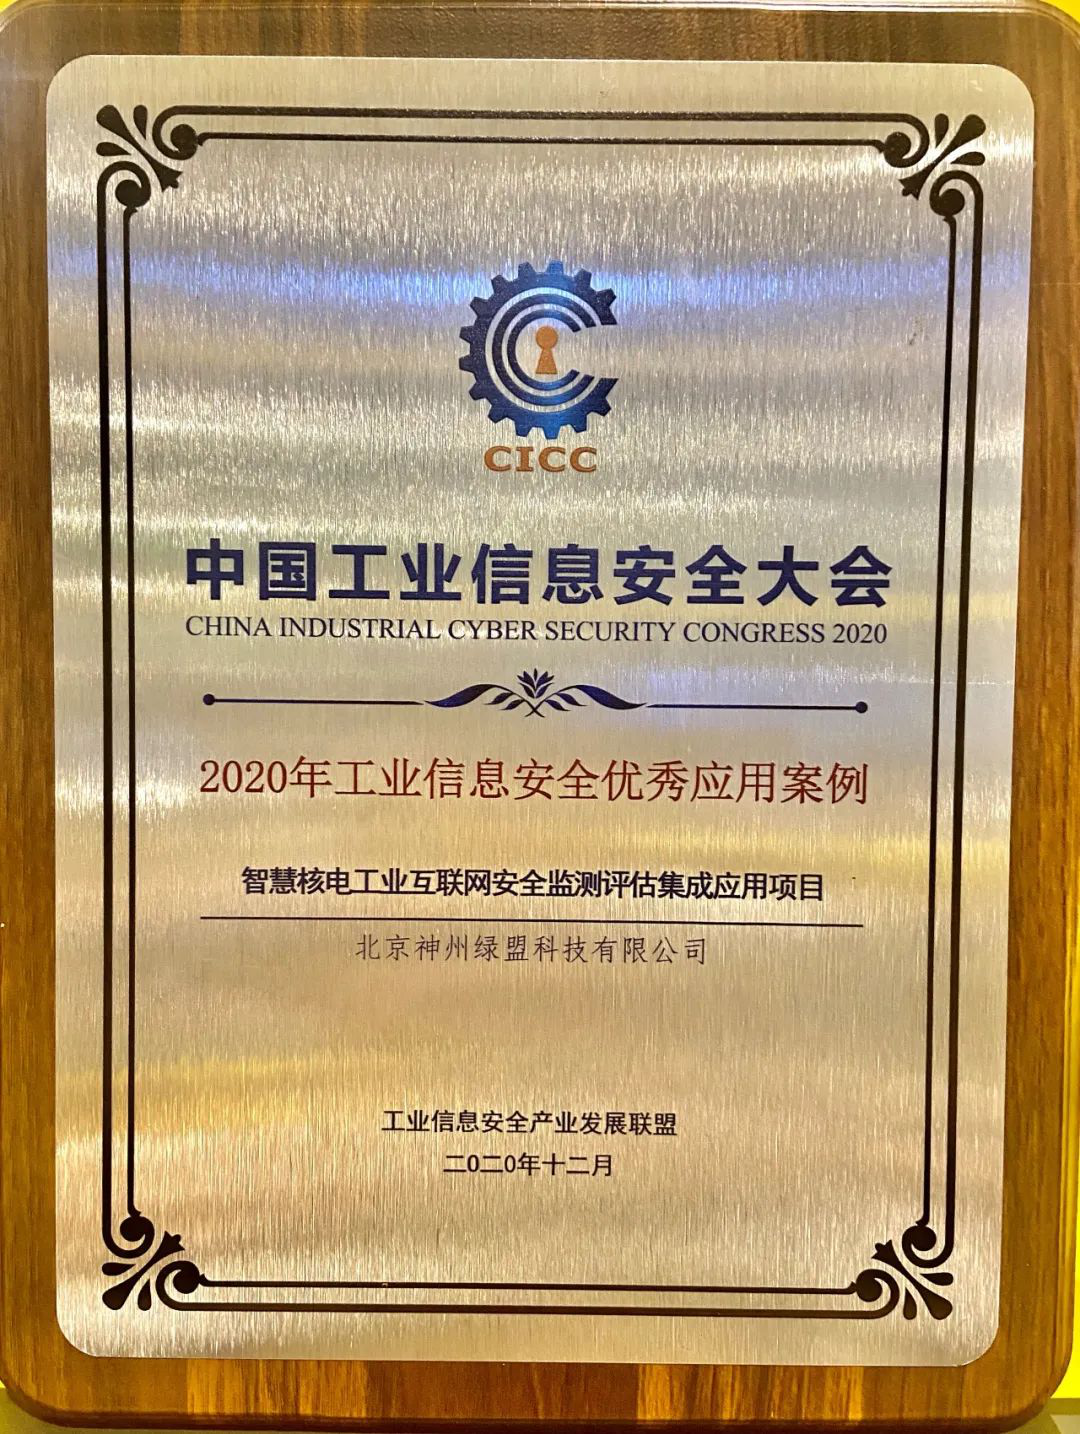 CICC
中国工业信息安全大会
CHINA INDUSTRIAL CYBER SECURITY CONGRESS 2020
2020年工业信息安全优秀应用案例
智慧核电工业互联网安全监测评估集成应用项目
北京神州绿盟科技有限公司
工业信息安全产业发展联盟
二0二0年十二月